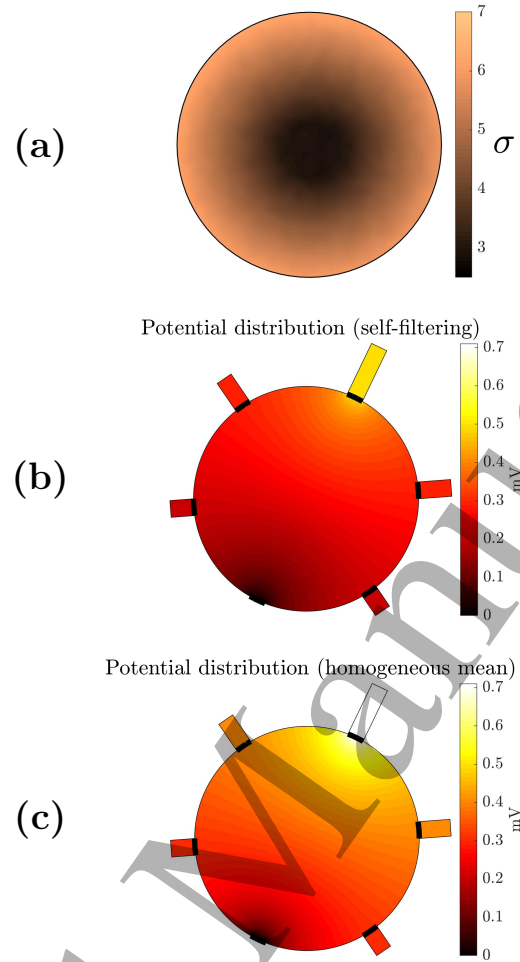 7
6
(a)
5
σ
4
3
Potential distribution (self-filtering)
0.7
0.6
0.5
(b)
0.4
mV
0.3
0.2
0.1
0
Potential distribution (homogeneous mean)
0.7
0.6
0.5
(c)
0.4
mV
0.3
0.2
0.1
0